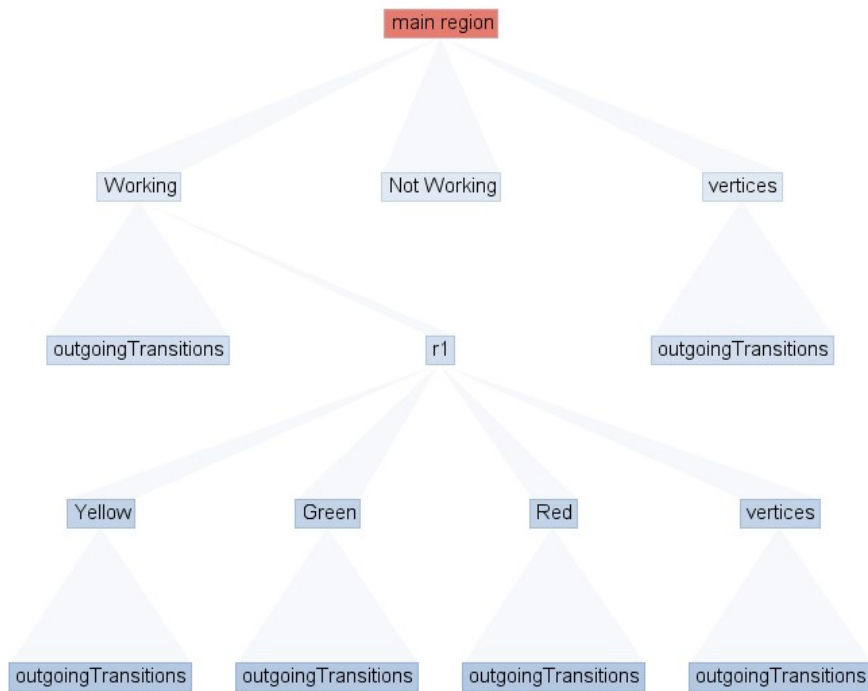 main region
Working
Not Working
vertices
outgoingTransitions
r1
outgoingTransitions
Yellow
Green
Red
vertices
outgoingTransitions
outgoingTransitions
outgoingTransitions
outgoingTransitions